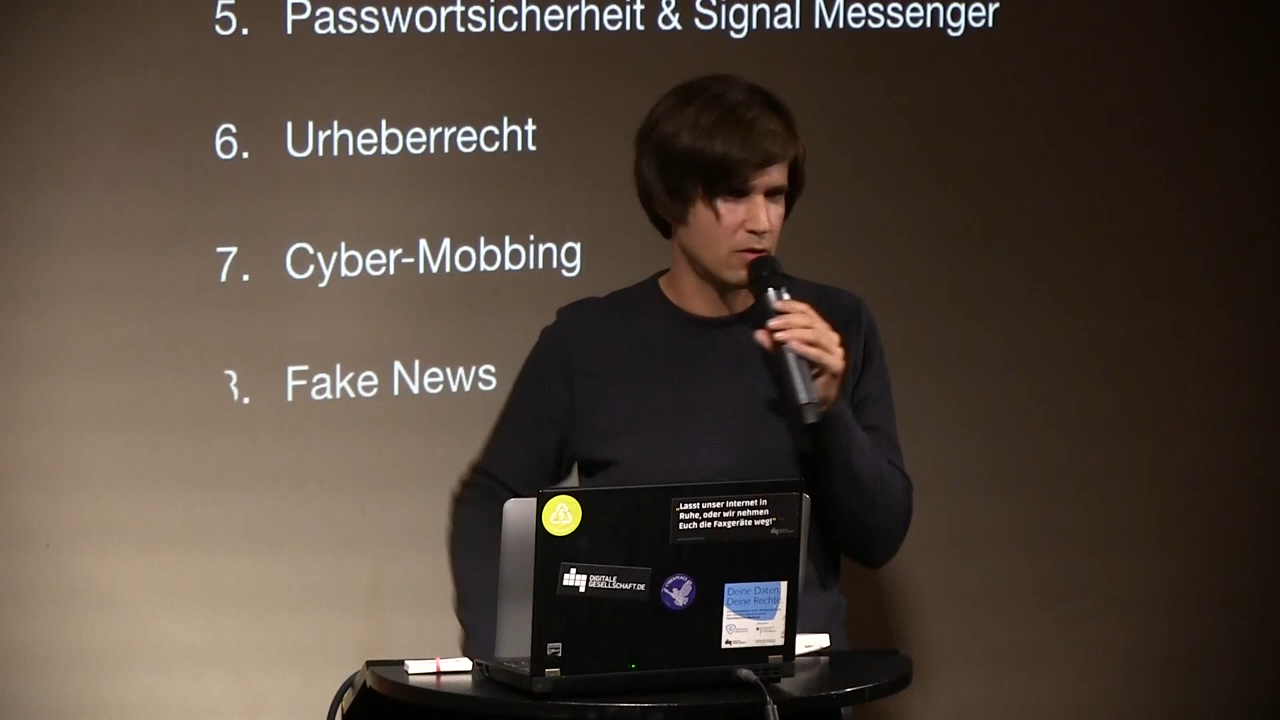 5. Passwortsicherheit & Signal Messenger
6. Urheberrecht
7. Cyber-Mobbing
8. Fake News
„Lasst unser Internet in
Ruhe, oder wir nehmen
Euch die Faxgeräte weg!"
DIGITALE
GESELLSCHAFT.DE
Deine Daten.
Deine Rechte.